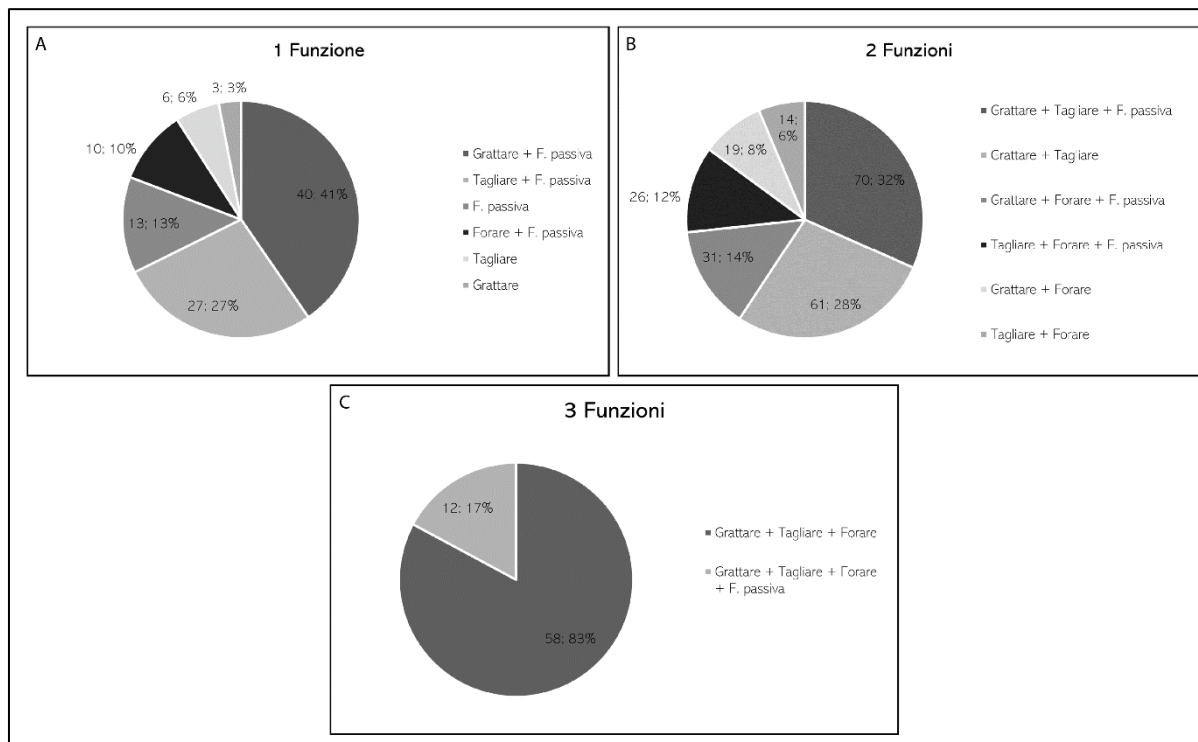 A
1 Funzione
3; 3%
6; 6%
10; 10%
40; 41%
13; 13%
27; 27%
Grattare + F. passiva
Tagliare + F. passiva
F. passiva
Forare + F. passiva
Tagliare
Grattare
B
2 Funzioni
14;
6%
19; 8%
70; 32%
26; 12%
31; 14%
61; 28%
Grattare + Tagliare + F. passiva
Grattare + Tagliare
Grattare + Forare + F. passiva
Tagliare + Forare + F. passiva
Grattare + Forare
Tagliare + Forare
C
3 Funzioni
12; 17%
58; 83%
Grattare + Tagliare + Forare
Grattare + Tagliare + Forare
+ F. passiva